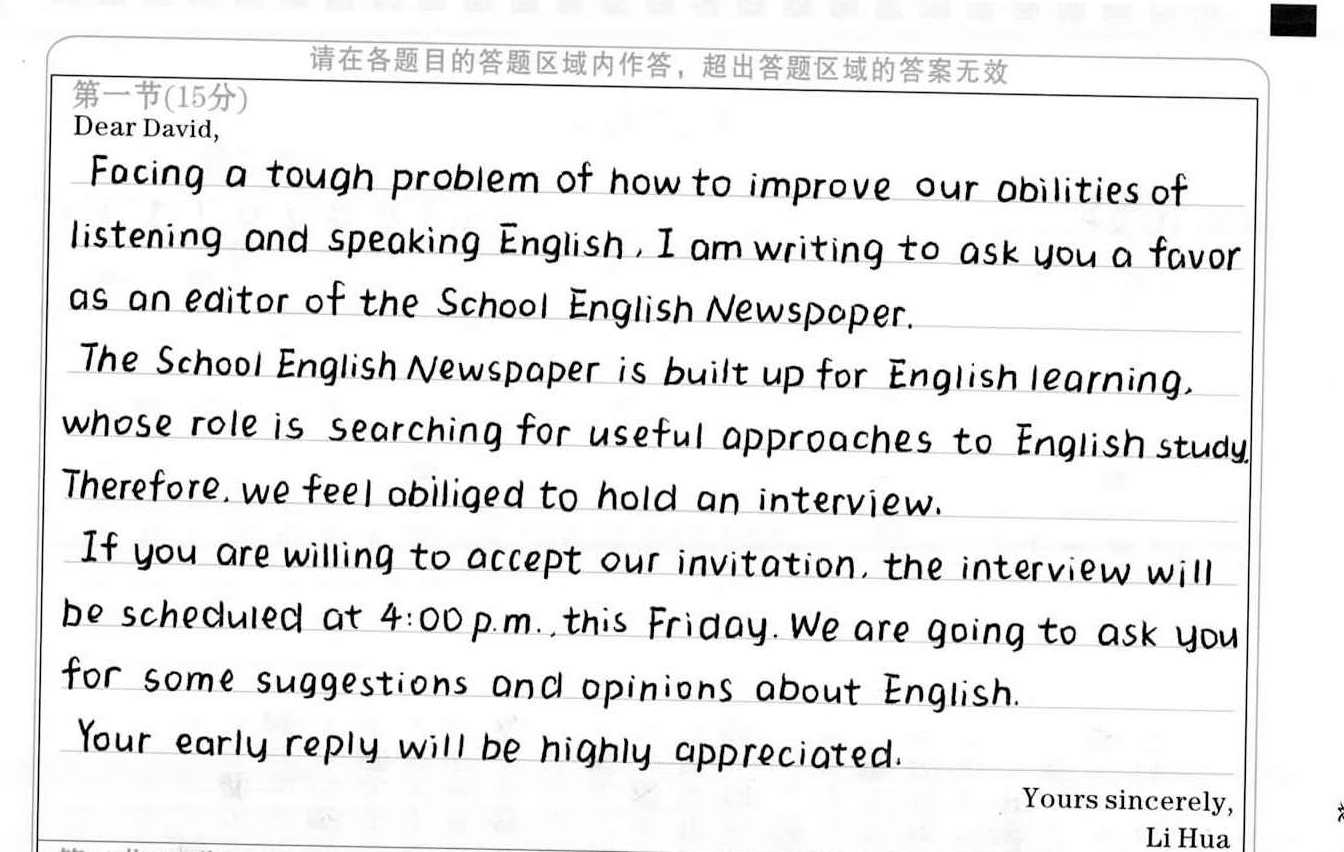 请在各题目的答题区域内作答，超出答题区域的答案无效
第一节(15分)
Dear David,
Facing a tough problem of how to improve our abilities of
listening and speaking English, I am writing to ask you a favor
as an editor of the School English Newspaper.
The School English Newspaper is built up for English learning,
whose role is searching for useful approaches to English study.
Therefore, we feel obiliged to hold an interview.
If you are willing to accept our invitation, the interview will
be scheduled at 4:00 p.m., this Friday. We are going to ask you
for some suggestions and opinions about English.
Your early reply will be highly appreciated.
Yours sincerely,
Li Hua